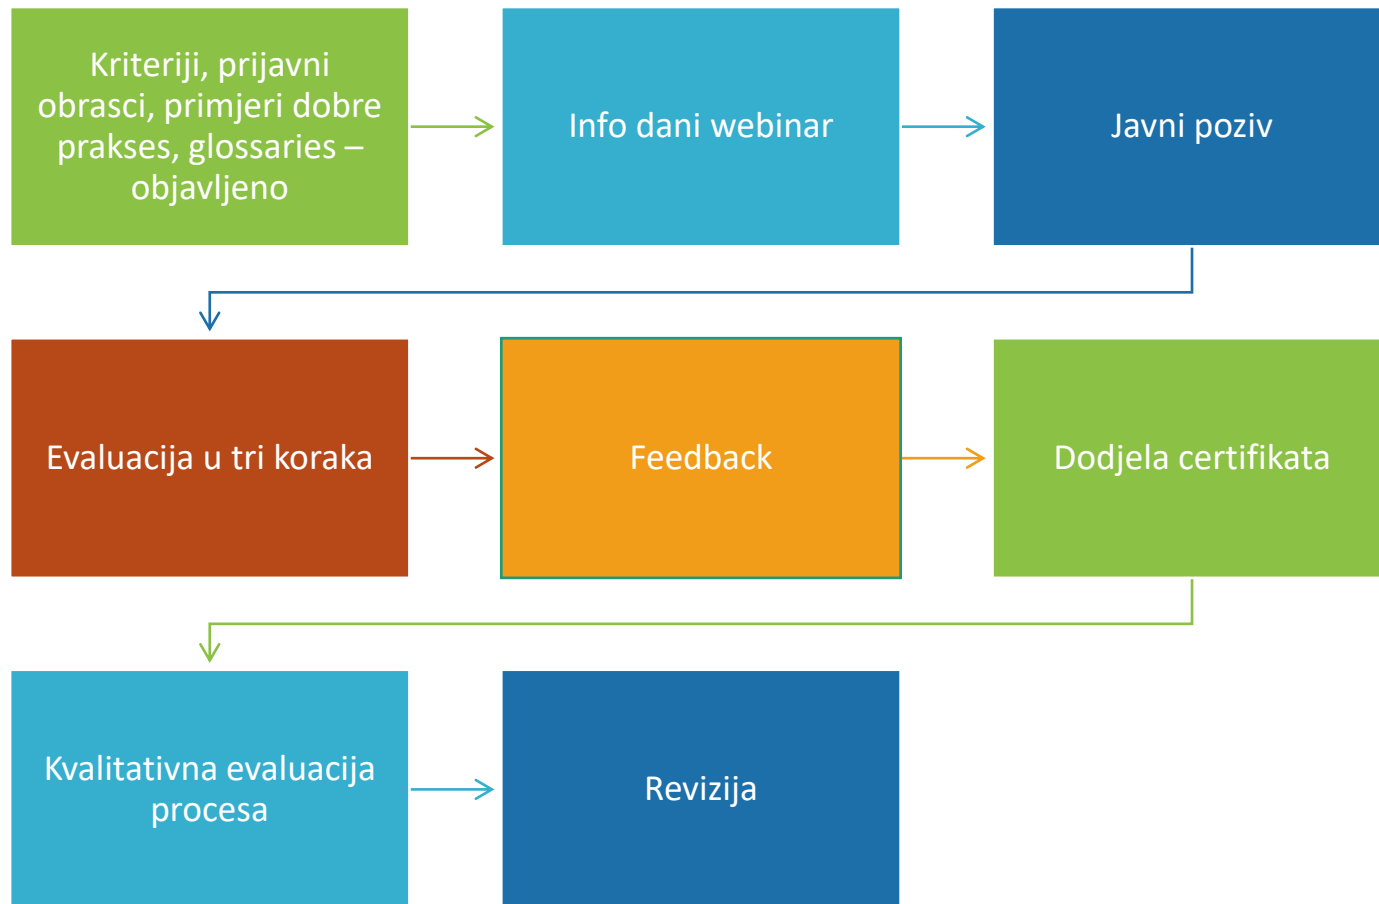 Kriteriji, prijavni
obrasci, primjeri dobre
prakses, glossaries –
objavljeno
Info dani webinar
Javni poziv
Evaluacija u tri koraka
Feedback
Dodjela certifikata
Kvalitativna evaluacija
procesa
Revizija